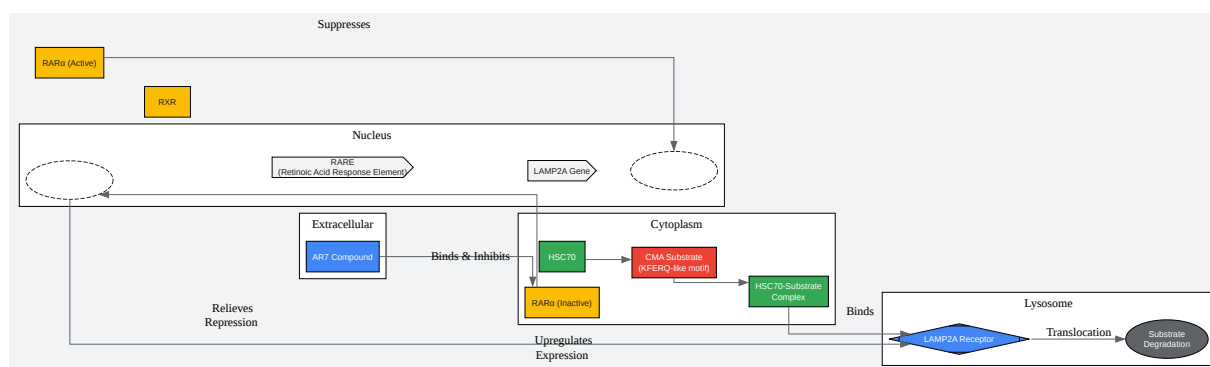 Suppresses
RARα (Active)
RXR
Nucleus
RARE
(Retinoic Acid Response Element)
LAMP2A Gene
Extracellular
AR7 Compound
Binds & Inhibits
Cytoplasm
HSC70
CMA Substrate
(KFERQ-like motif)
RARα (Inactive)
HSC70-Substrate
Complex
Relieves
Repression
Upregulates
Expression
Binds
Lysosome
LAMP2A Receptor
Translocation
Substrate
Degradation